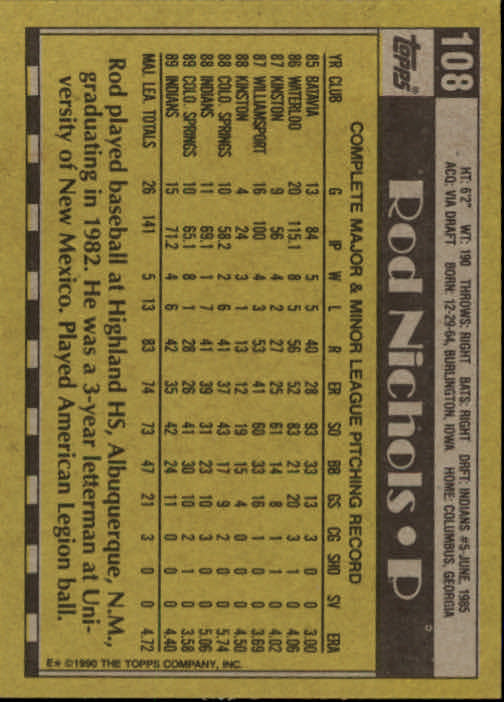 108
Topps®
HT: 6'2" WT: 190 THROWS: RIGHT BATS: RIGHT DRFT: INDIANS #5-JUNE, 1985
ACQ: VIA DRAFT BORN: 12-29-64, BURLINGTON, IOWA HOME: COLUMBUS, GEORGIA
Rod Nichols • P
COMPLETE MAJOR & MINOR LEAGUE PITCHING RECORD
YR CLUB G IP W L R ER SO BB GS CG SHO SV ERA
85 BATAVIA 13 84 5 5 40 28 93 33 13 3 0 0 3.00
86 WATERLOO 20 115.1 8 5 56 52 83 21 20 3 1 0 4.06
87 KINSTON 9 56 4 2 27 25 61 14 8 1 1 0 4.02
87 WILLIAMSPORT 16 100 4 3 53 41 60 33 16 1 0 0 3.69
88 KINSTON 4 24 3 1 13 12 19 15 4 0 0 0 4.50
88 COLO. SPRINGS 10 58.2 2 6 41 37 43 17 9 2 0 0 5.74
88 INDIANS 11 69.1 1 7 41 39 31 23 10 3 0 0 5.06
89 COLO. SPRINGS 10 65.1 8 1 28 26 41 30 10 2 1 0 3.58
89 INDIANS 15 71.2 4 6 42 35 42 24 11 0 0 0 4.40
MAJ. LEA. TOTALS 26 141 5 13 83 74 73 47 21 3 0 0 4.72
Rod played baseball at Highland HS, Albuquerque, N.M.,
graduating in 1982. He was a 3-year letterman at Uni-
versity of New Mexico. Played American Legion ball.
E* ©1990 THE TOPPS COMPANY, INC.